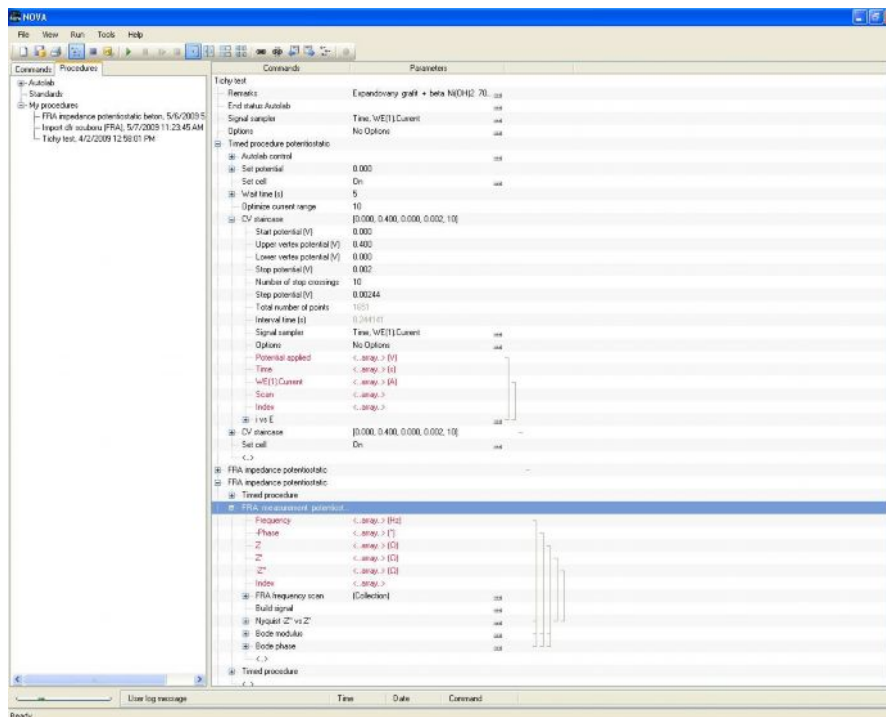 NOVA
File View Run Tools Help
Commands Procedures
Autolab
Standards
My procedures
FRA impedance potentiostatic beton, 5/6/2009 5
Import dfr souboru (FRA), 5/7/2009 11:23:45 AM
Tichy test, 4/2/2009 12:58:01 PM
Commands Parameters
Tichy test
Remarks Expandovany grafit + beta Ni(OH)2 70...
End status Autolab
Signal sampler Time, WE(1).Current
Options No Options
Timed procedure potentiostatic
Autolab control
Set potential 0.000
Set cell On
Wait time (s) 5
Optimize current range 10
CV staircase [0.000, 0.400, 0.000, 0.002, 10]
Start potential (V) 0.000
Upper vertex potential (V) 0.400
Lower vertex potential (V) 0.000
Stop potential (V) 0.002
Number of stop crossings 10
Step potential (V) 0.00244
Total number of points 1651
Interval time (s) 0.244141
Signal sampler Time, WE(1).Current
Options No Options
Potential applied <..array..> (V)
Time <..array..> (s)
WE(1).Current <..array..> (A)
Scan <..array..>
Index <..array..>
i vs E
CV staircase [0.000, 0.400, 0.000, 0.002, 10]
Set cell On
<..>
FRA impedance potentiostatic
FRA impedance potentiostatic
Timed procedure
FRA measurement potentiost...
Frequency <..array..> (Hz)
-Phase <..array..> (°)
Z <..array..> (Ω)
Z' <..array..> (Ω)
-Z'' <..array..> (Ω)
Index <..array..>
FRA frequency scan (Collection)
Build signal
Nyquist -Z'' vs Z'
Bode modulus
Bode phase
<..>
Timed procedure
<..>
User log message Time Date Command
Ready